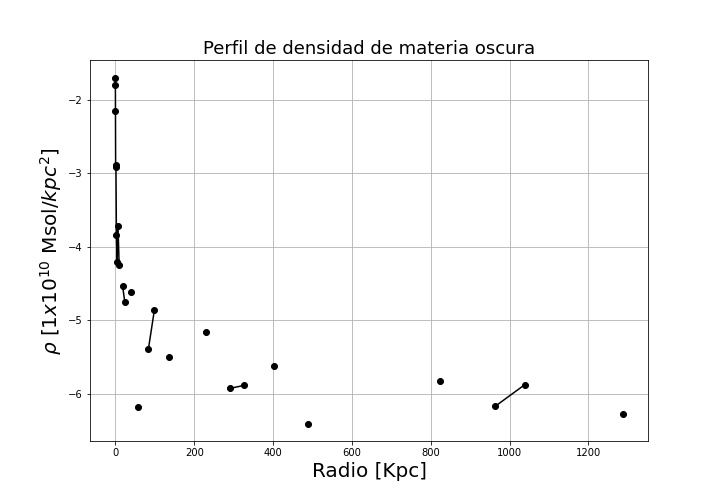 Perfil de densidad de materia oscura
ρ [1x10¹⁰ Msol/kpc²]
−2
−3
−4
−5
−6
0 200 400 600 800 1000 1200
Radio [Kpc]